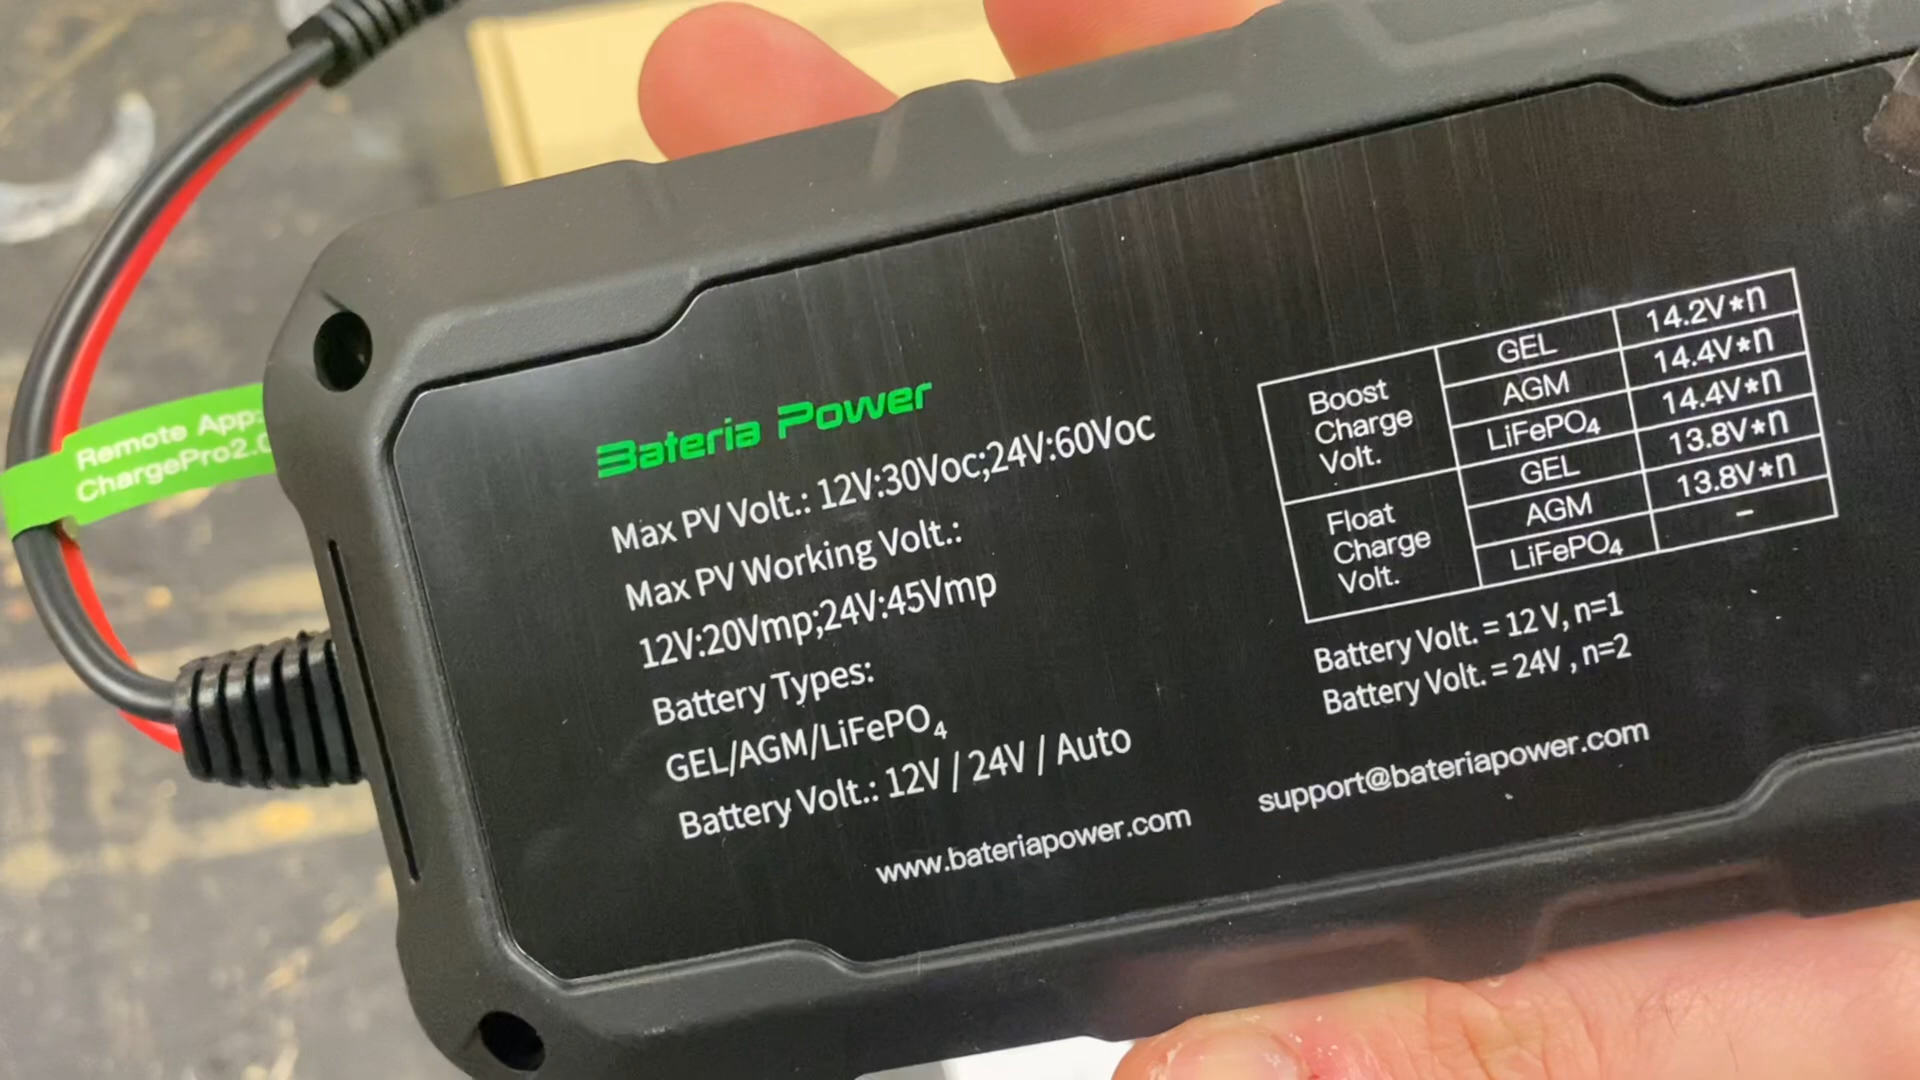 Remote App:
ChargePro2.0
Bateria Power
Max PV Volt.: 12V:30Voc;24V:60Voc
Max PV Working Volt.:
12V:20Vmp;24V:45Vmp
Battery Types:
GEL/AGM/LiFePO₄
Battery Volt.: 12V / 24V / Auto
www.bateriapower.com
Boost Charge Volt. GEL 14.2V*n
AGM 14.4V*n
LiFePO₄ 14.4V*n
Float Charge Volt. GEL 13.8V*n
AGM 13.8V*n
LiFePO₄ –
Battery Volt. = 12 V, n=1
Battery Volt. = 24V , n=2
support@bateriapower.com